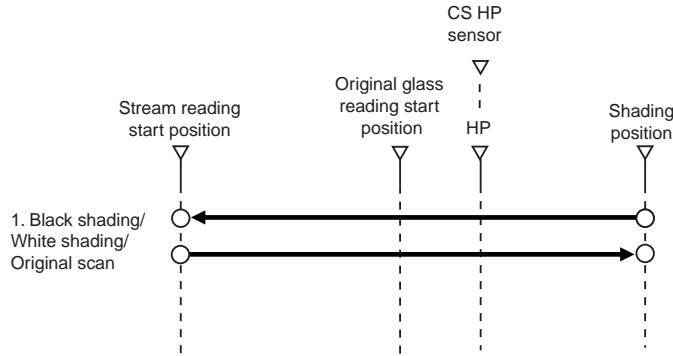 CS HP
sensor
Original glass
reading start
position
Stream reading
start position
HP
Shading
position
1. Black shading/
White shading/
Original scan